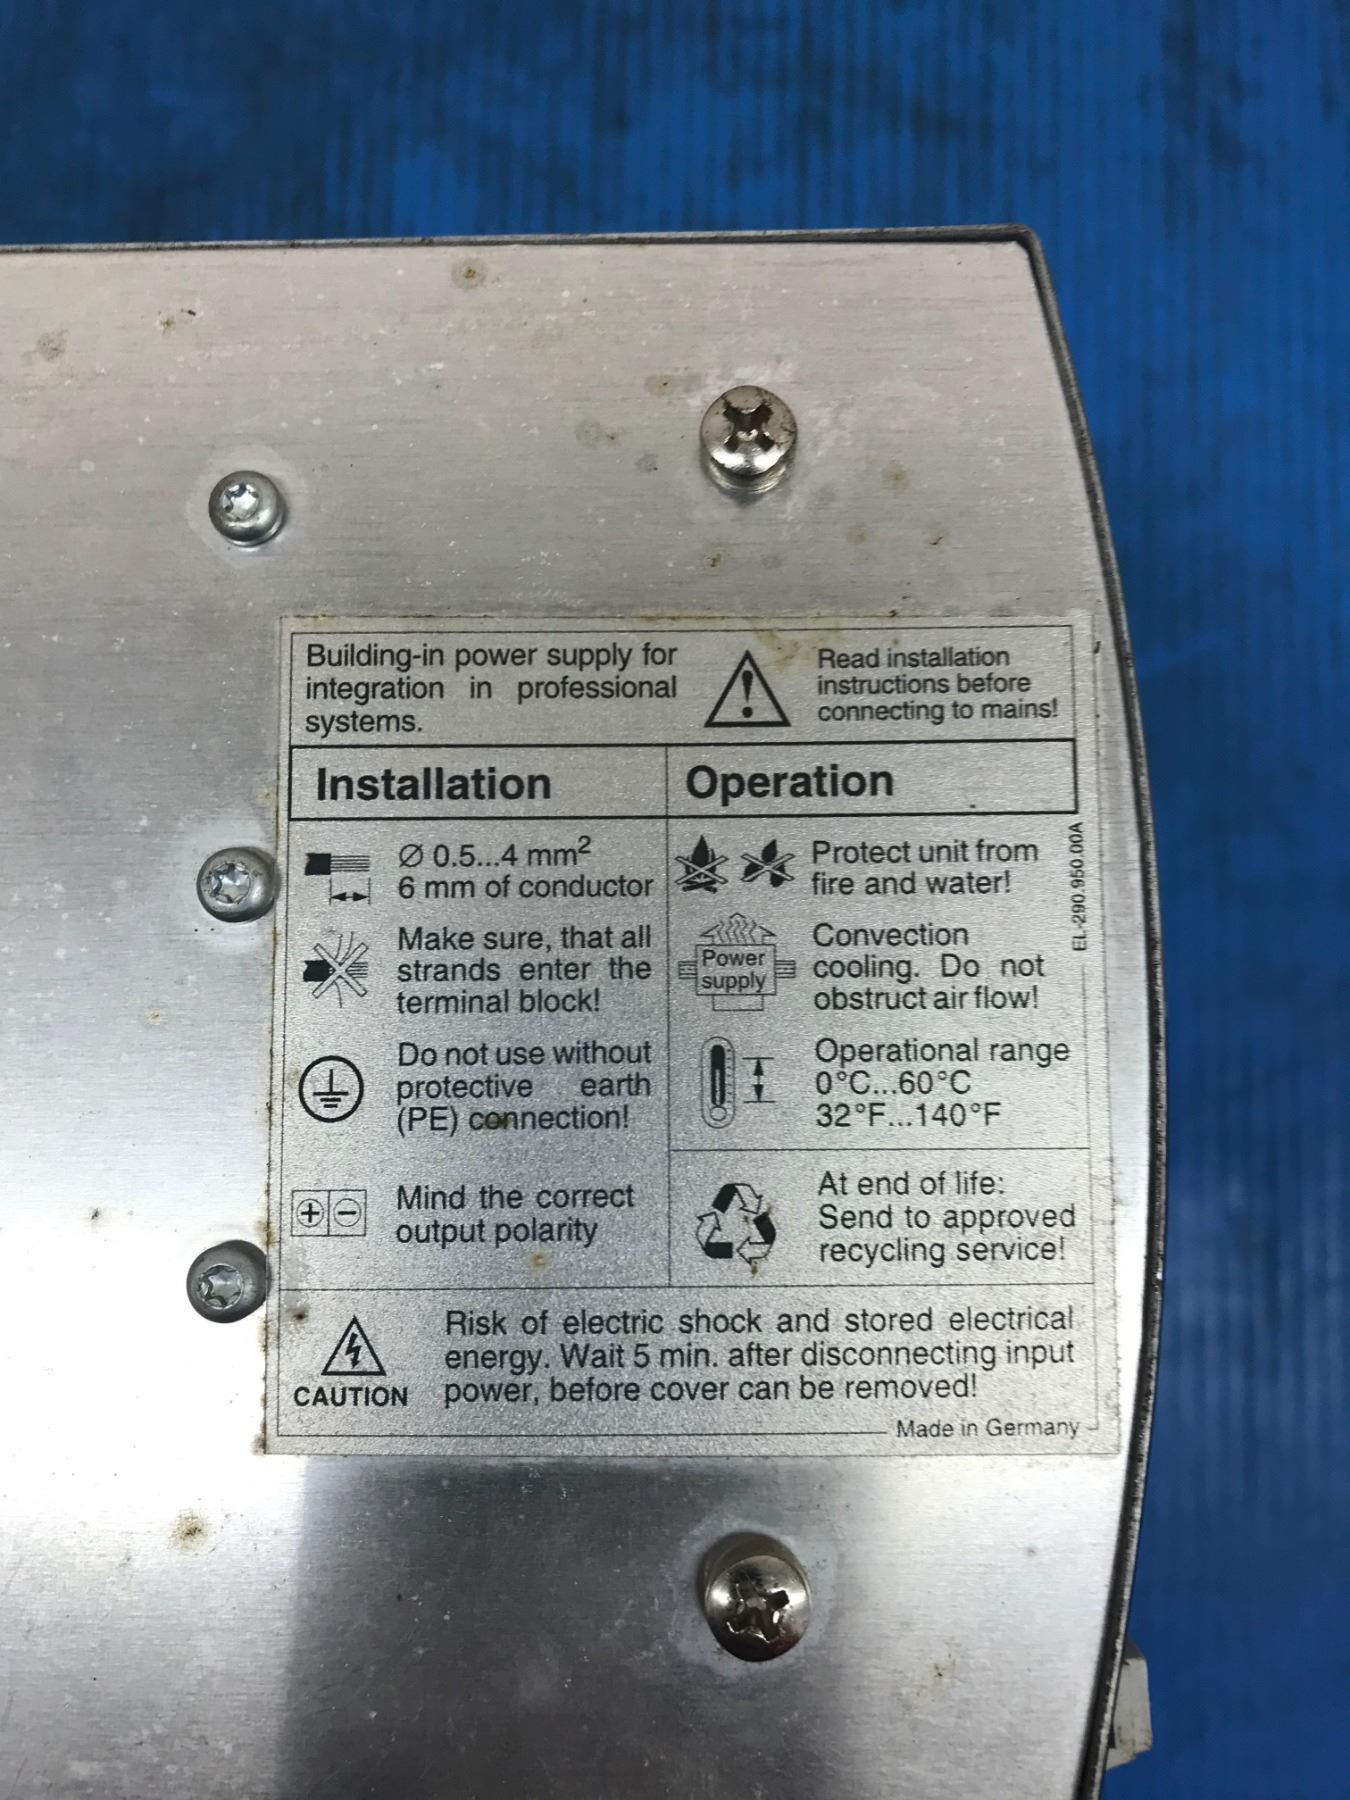 Building-in power supply for
integration in professional
systems.
Read installation
instructions before
connecting to mains!
Installation
Ø 0.5...4 mm²
6 mm of conductor
Make sure, that all
strands enter the
terminal block!
Do not use without
protective earth
(PE) connection!
Mind the correct
output polarity
Operation
Protect unit from
fire and water!
Power
supply
Convection
cooling. Do not
obstruct air flow!
Operational range
0°C...60°C
32°F...140°F
At end of life:
Send to approved
recycling service!
EL-290.950.00A
CAUTION
Risk of electric shock and stored electrical
energy. Wait 5 min. after disconnecting input
power, before cover can be removed!
Made in Germany